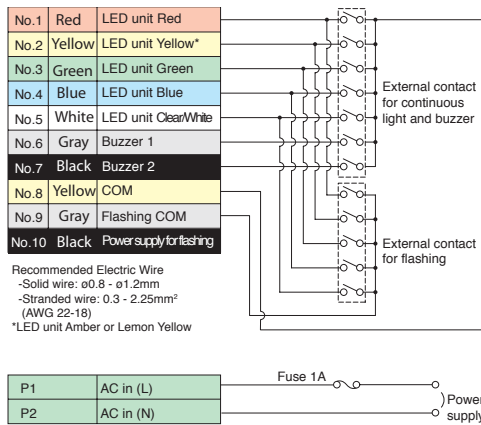 No.1 Red LED unit Red
No.2 Yellow LED unit Yellow*
No.3 Green LED unit Green
No.4 Blue LED unit Blue
No.5 White LED unit Clear/White
No.6 Gray Buzzer 1
No.7 Black Buzzer 2
No.8 Yellow COM
No.9 Gray Flashing COM
No.10 Black Power supply for flashing
External contact
for continuous
light and buzzer
External contact
for flashing
Recommended Electric Wire
-Solid wire: ø0.8 - ø1.2mm
-Stranded wire: 0.3 - 2.25mm²
(AWG 22-18)
*LED unit Amber or Lemon Yellow
P1 AC in (L)
P2 AC in (N)
Fuse 1A
Power
supply